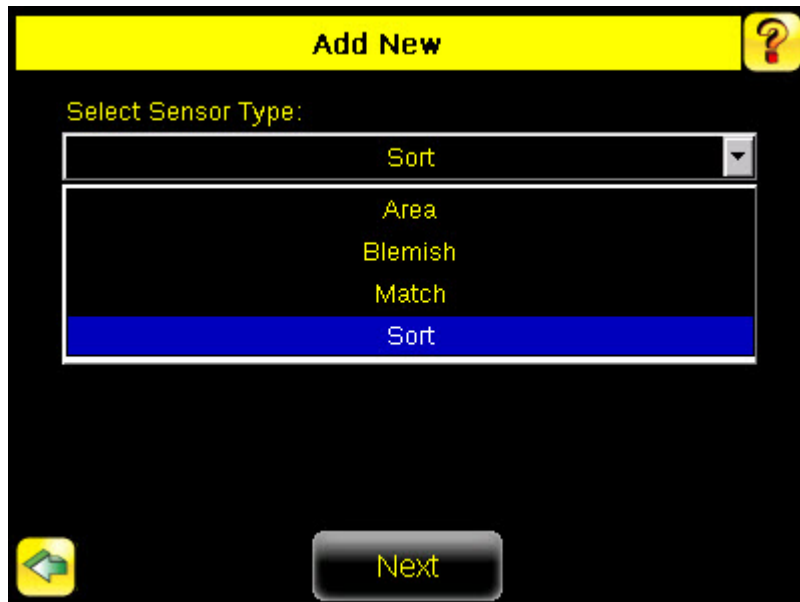 Add New
?
Select Sensor Type:
Sort
Area
Blemish
Match
Sort
Next